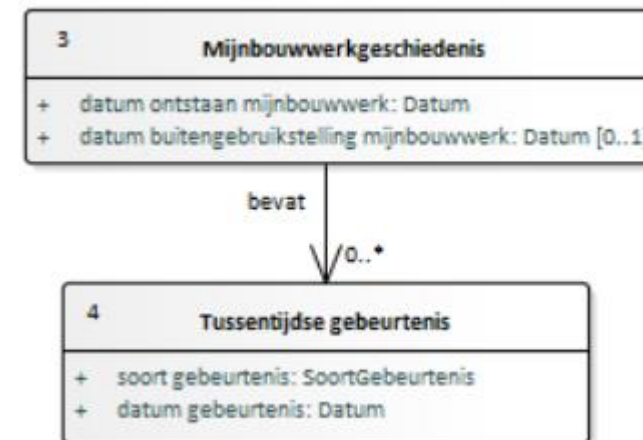 3
Mijnbouwwerkgeschiedenis
+ datum ontstaan mijnbouwwerk: Datum
+ datum buitengebruikstelling mijnbouwwerk: Datum [0..1
bevat
0..*
4
Tussentijdse gebeurtenis
+ soort gebeurtenis: SoortGebeurtenis
+ datum gebeurtenis: Datum